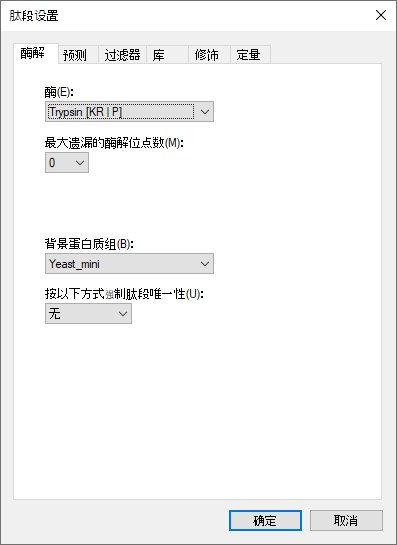 肽段设置
酶解 预测 过滤器 库 修饰 定量
酶(E):
Trypsin [KR | P]
最大遗漏的酶解位点数(M):
0
背景蛋白质组(B):
Yeast_mini
按以下方式强制肽段唯一性(U):
无
确定 取消